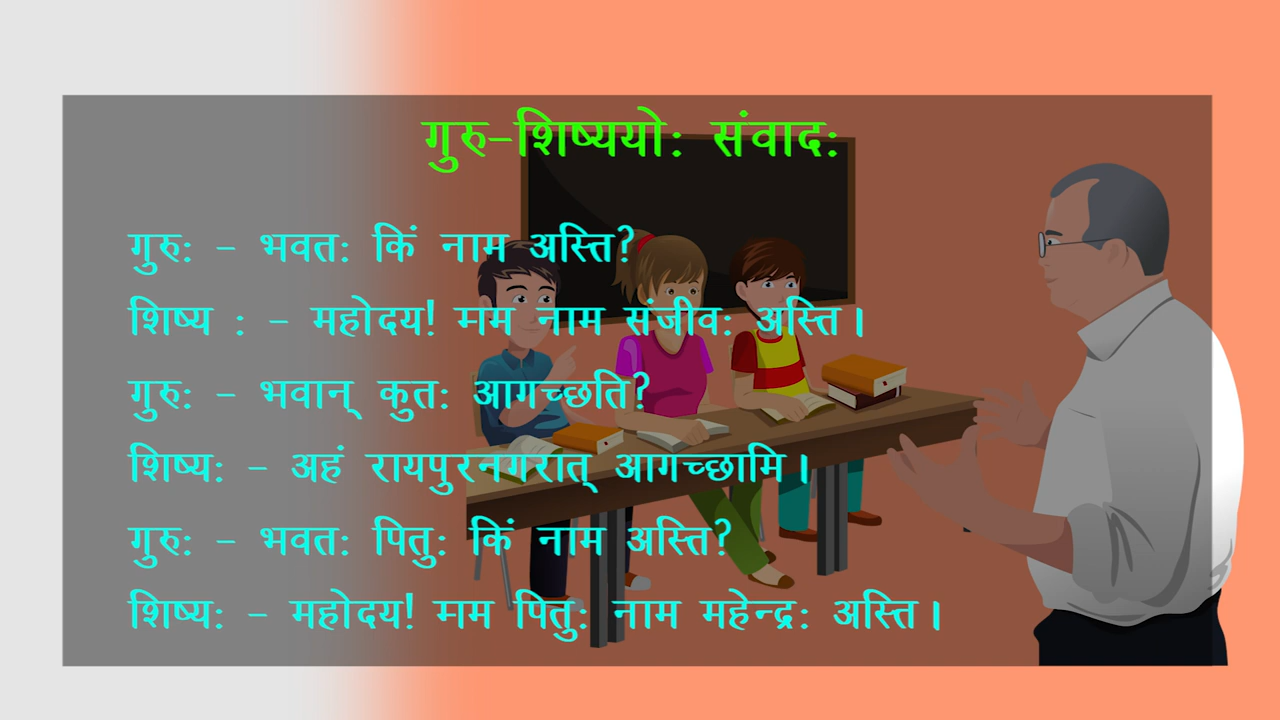 गुरु-शिष्ययोः संवादः
गुरुः - भवतः किं नाम अस्ति?
शिष्य : - महोदय! मम नाम संजीवः अस्ति।
गुरुः - भवान् कुतः आगच्छति?
शिष्यः - अहं रायपुरनगरात् आगच्छामि।
गुरुः - भवतः पितुः किं नाम अस्ति?
शिष्यः - महोदय! मम पितुः नाम महेन्द्रः अस्ति।